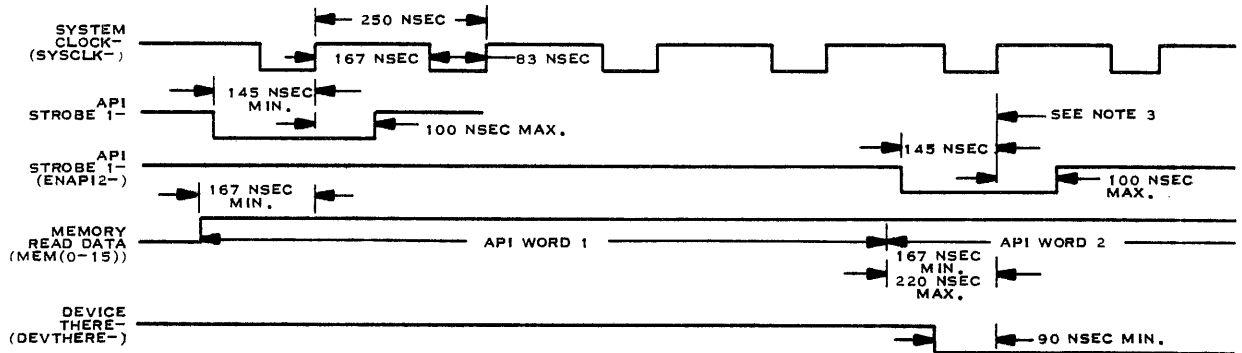 250 NSEC
SYSTEM
CLOCK-
(SYSCLK-)
167 NSEC
83 NSEC
145 NSEC
MIN.
API
STROBE 1-
100 NSEC MAX.
SEE NOTE 3
API
STROBE 1-
(ENAPI2-)
145 NSEC
100 NSEC
MAX.
167 NSEC
MIN.
MEMORY
READ DATA
(MEM(0-15))
API WORD 1
API WORD 2
167 NSEC
MIN.
220 NSEC
MAX.
DEVICE
THERE-
(DEVTHERE-)
90 NSEC MIN.